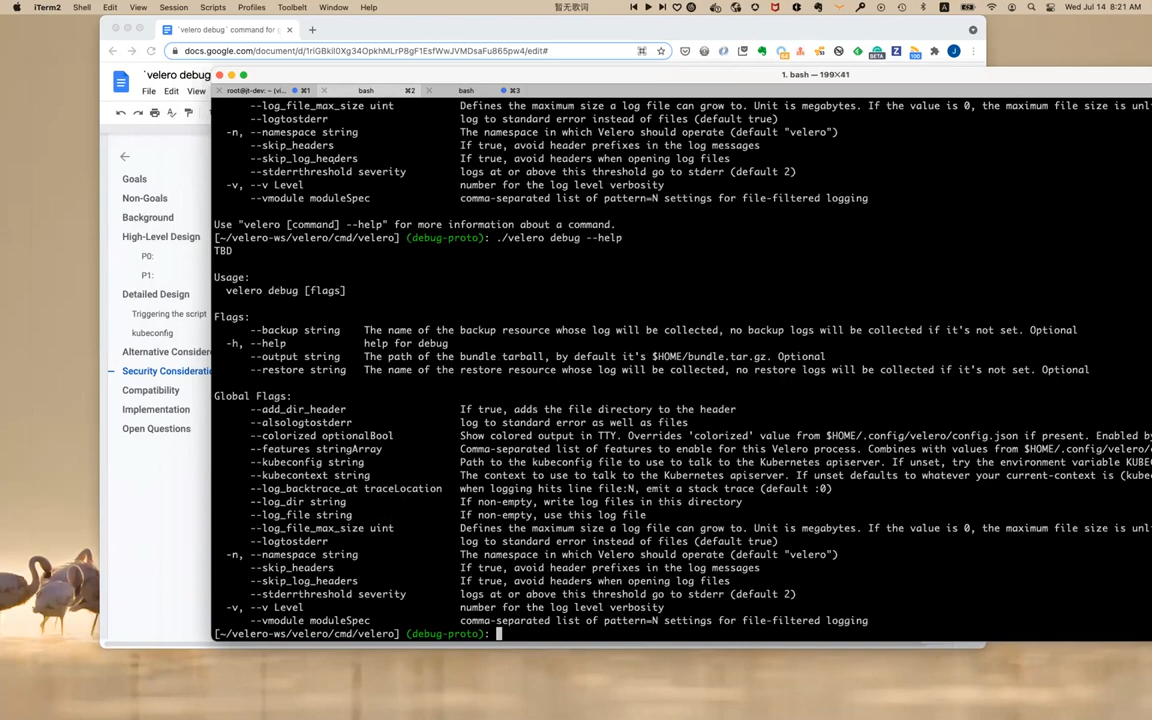 iTerm2 Shell Edit View Session Scripts Profiles Toolbelt Window Help 暂无歌词 Wed Jul 14 8:21 AM
`velero debug` command for g
docs.google.com/document/d/1riGBkil0Xg34OpkhMLrP8gF1EsfWwJVMDsaFu865pw4/edit#
`velero debug
File Edit View
Goals
Non-Goals
Background
High-Level Design
P0:
P1:
Detailed Design
Triggering the script
kubeconfig
Alternative Consider
Security Consideratio
Compatibility
Implementation
Open Questions
1. bash — 199×41
root@jt-dev: ~ (vi... ⌘1 bash ⌘2 bash ⌘3
--log_file_max_size uint Defines the maximum size a log file can grow to. Unit is megabytes. If the value is 0, the maximum file size is unli
--logtostderr log to standard error instead of files (default true)
-n, --namespace string The namespace in which Velero should operate (default "velero")
--skip_headers If true, avoid header prefixes in the log messages
--skip_log_headers If true, avoid headers when opening log files
--stderrthreshold severity logs at or above this threshold go to stderr (default 2)
-v, --v Level number for the log level verbosity
--vmodule moduleSpec comma-separated list of pattern=N settings for file-filtered logging
Use "velero [command] --help" for more information about a command.
[~/velero-ws/velero/cmd/velero] (debug-proto): ./velero debug --help
TBD
Usage:
velero debug [flags]
Flags:
--backup string The name of the backup resource whose log will be collected, no backup logs will be collected if it's not set. Optional
-h, --help help for debug
--output string The path of the bundle tarball, by default it's $HOME/bundle.tar.gz. Optional
--restore string The name of the restore resource whose log will be collected, no restore logs will be collected if it's not set. Optional
Global Flags:
--add_dir_header If true, adds the file directory to the header
--alsologtostderr log to standard error as well as files
--colorized optionalBool Show colored output in TTY. Overrides 'colorized' value from $HOME/.config/velero/config.json if present. Enabled by
--features stringArray Comma-separated list of features to enable for this Velero process. Combines with values from $HOME/.config/velero/c
--kubeconfig string Path to the kubeconfig file to use to talk to the Kubernetes apiserver. If unset, try the environment variable KUBEC
--kubecontext string The context to use to talk to the Kubernetes apiserver. If unset defaults to whatever your current-context is (kubec
--log_backtrace_at traceLocation when logging hits line file:N, emit a stack trace (default :0)
--log_dir string If non-empty, write log files in this directory
--log_file string If non-empty, use this log file
--log_file_max_size uint Defines the maximum size a log file can grow to. Unit is megabytes. If the value is 0, the maximum file size is unli
--logtostderr log to standard error instead of files (default true)
-n, --namespace string The namespace in which Velero should operate (default "velero")
--skip_headers If true, avoid header prefixes in the log messages
--skip_log_headers If true, avoid headers when opening log files
--stderrthreshold severity logs at or above this threshold go to stderr (default 2)
-v, --v Level number for the log level verbosity
--vmodule moduleSpec comma-separated list of pattern=N settings for file-filtered logging
[~/velero-ws/velero/cmd/velero] (debug-proto):